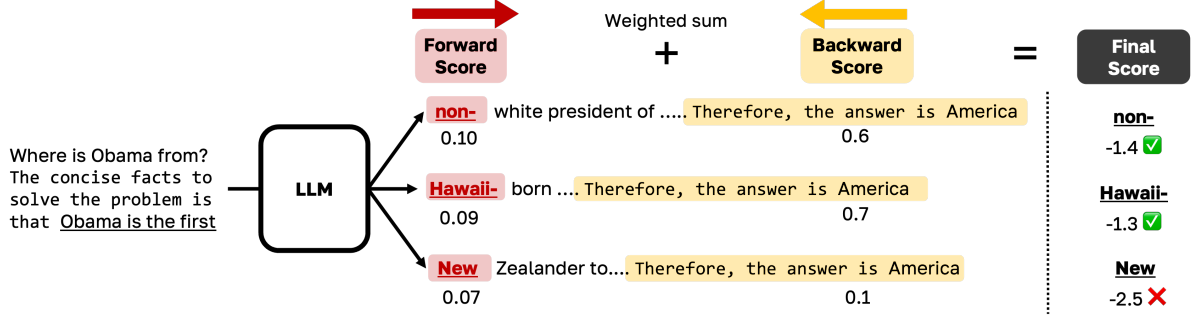 Weighted sum
Forward Score + Backward Score = Final Score
non- white president of ..... Therefore, the answer is America
0.10 0.6
non-
-1.4 ✅
Where is Obama from?
The concise facts to
solve the problem is
that Obama is the first
LLM
Hawaii- born .... Therefore, the answer is America
0.09 0.7
Hawaii-
-1.3 ✅
New Zealander to.... Therefore, the answer is America
0.07 0.1
New
-2.5 ❌